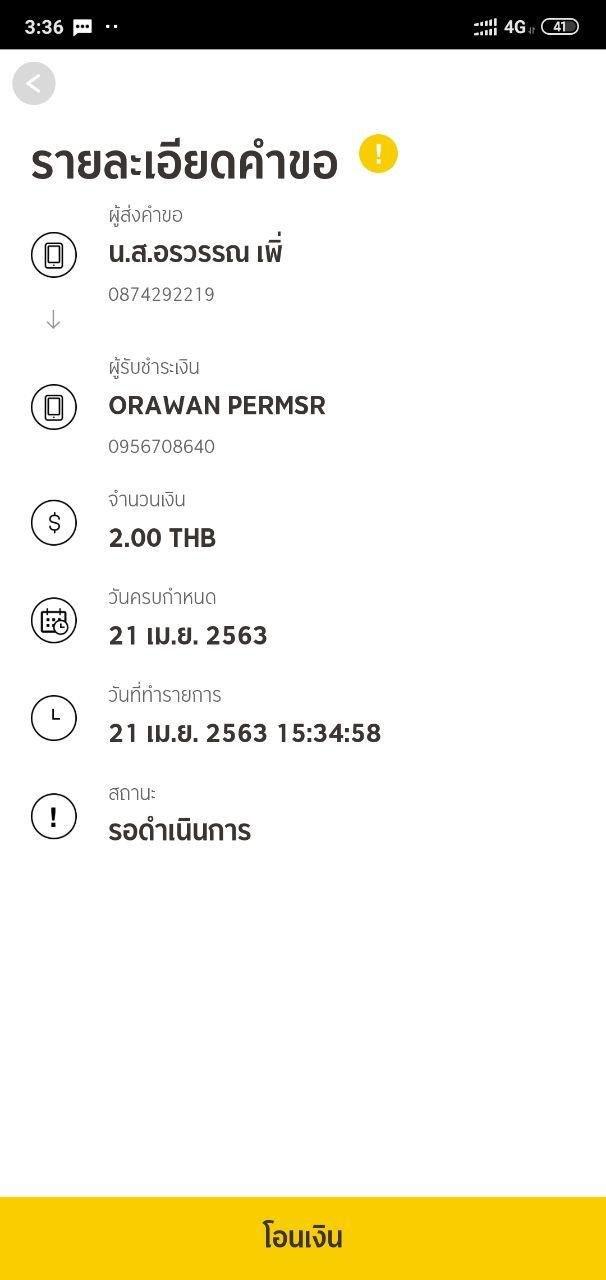 3:36
4G
41
รายละเอียดคำขอ
ผู้ส่งคำขอ
น.ส.อรวรรณ เพิ่
0874292219
ผู้รับชำระเงิน
ORAWAN PERMSR
0956708640
จำนวนเงิน
2.00 THB
วันครบกำหนด
21 เม.ย. 2563
วันที่ทำรายการ
21 เม.ย. 2563 15:34:58
สถานะ
รอดำเนินการ
โอนเงิน